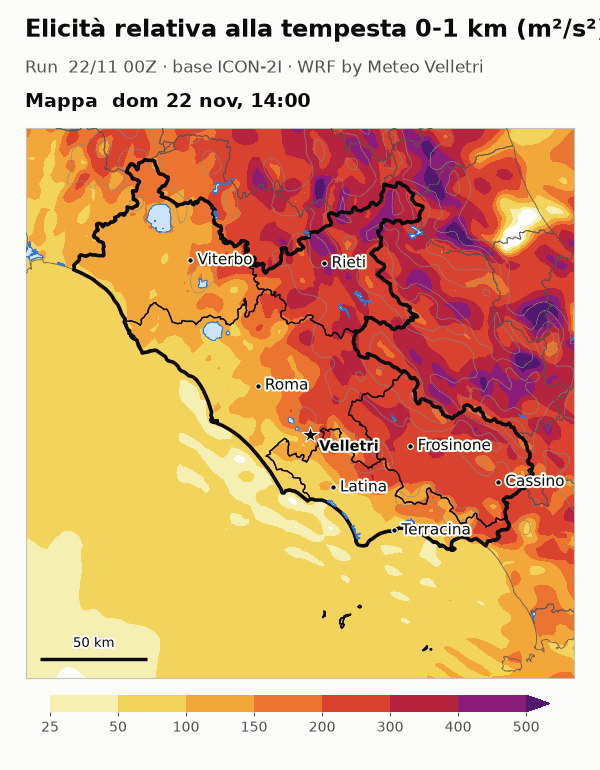 Elicità relativa alla tempesta 0-1 km (m²/s²)
Run 22/11 00Z · base ICON-2I · WRF by Meteo Velletri
Mappa dom 22 nov, 14:00
Viterbo
Rieti
Roma
Velletri
Frosinone
Cassino
Latina
Terracina
50 km
25 50 100 150 200 300 400 500